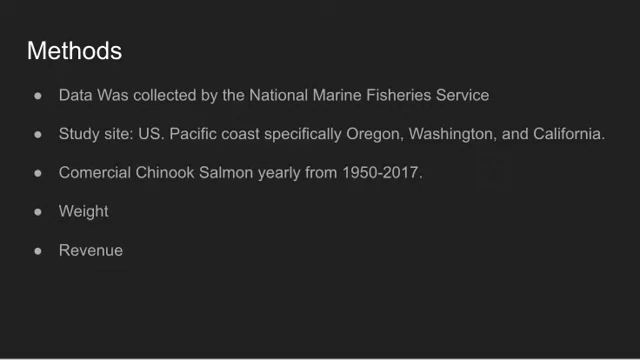 Methods
● Data Was collected by the National Marine Fisheries Service
● Study site: US. Pacific coast specifically Oregon, Washington, and California.
● Comercial Chinook Salmon yearly from 1950-2017.
● Weight
● Revenue